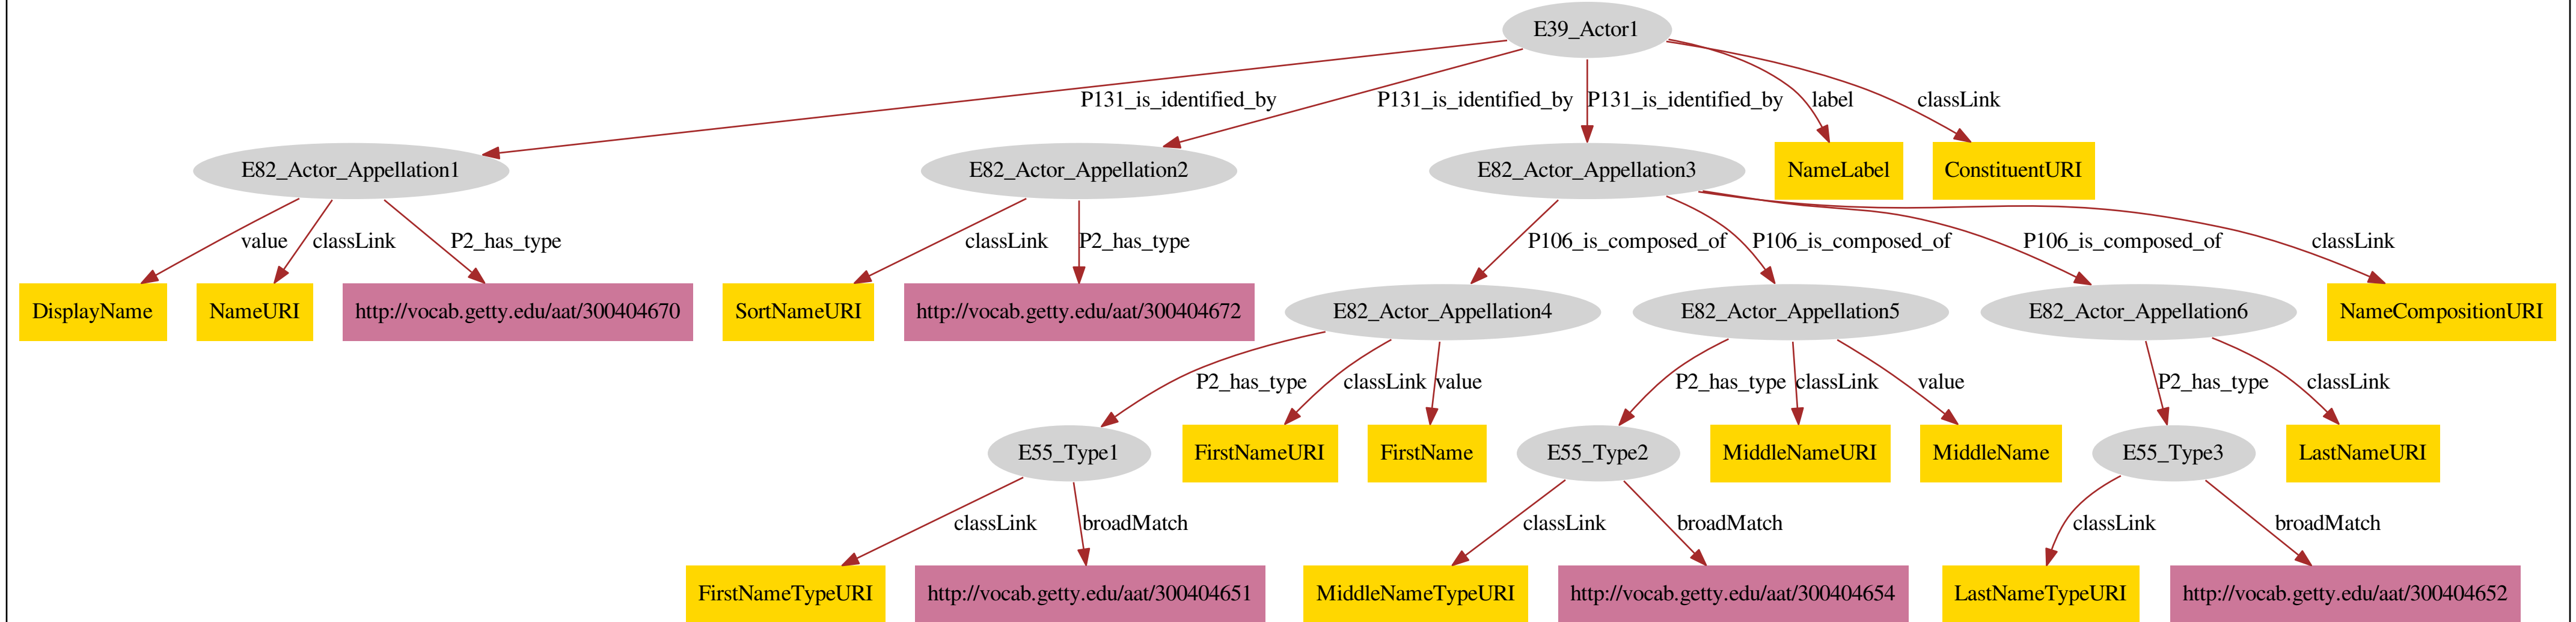 E39_Actor1
P131_is_identified_by P131_is_identified_by P131_is_identified_by label classLink
E82_Actor_Appellation1 E82_Actor_Appellation2 E82_Actor_Appellation3 NameLabel ConstituentURI
value classLink P2_has_type classLink P2_has_type P106_is_composed_of P106_is_composed_of P106_is_composed_of classLink
DisplayName NameURI http://vocab.getty.edu/aat/300404670 SortNameURI http://vocab.getty.edu/aat/300404672 E82_Actor_Appellation4 E82_Actor_Appellation5 E82_Actor_Appellation6 NameCompositionURI
P2_has_type classLink value P2_has_type classLink value P2_has_type classLink
E55_Type1 FirstNameURI FirstName E55_Type2 MiddleNameURI MiddleName E55_Type3 LastNameURI
classLink broadMatch classLink broadMatch classLink broadMatch
FirstNameTypeURI http://vocab.getty.edu/aat/300404651 MiddleNameTypeURI http://vocab.getty.edu/aat/300404654 LastNameTypeURI http://vocab.getty.edu/aat/300404652